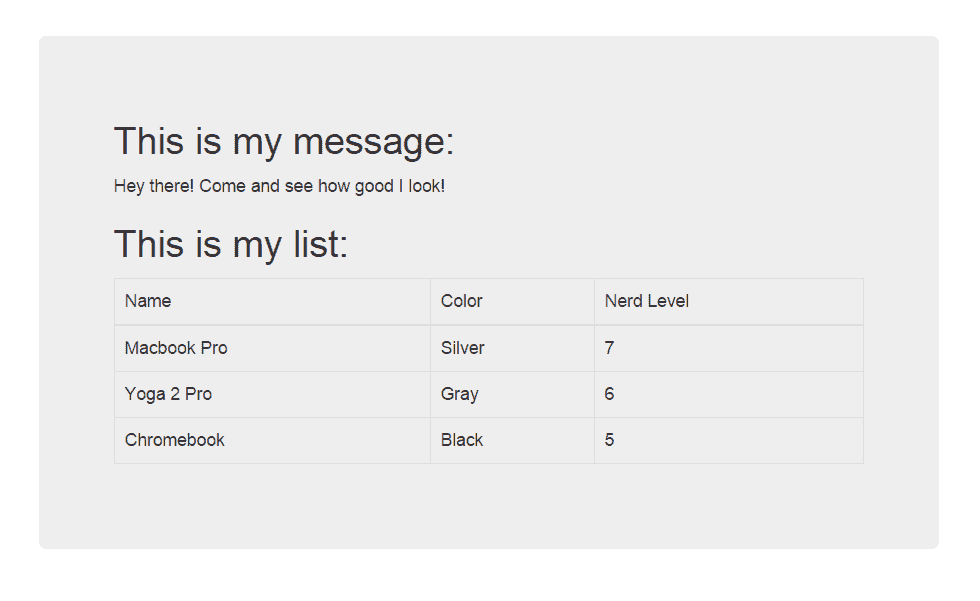 This is my message:
Hey there! Come and see how good I look!
This is my list:
Name Color Nerd Level
Macbook Pro Silver 7
Yoga 2 Pro Gray 6
Chromebook Black 5